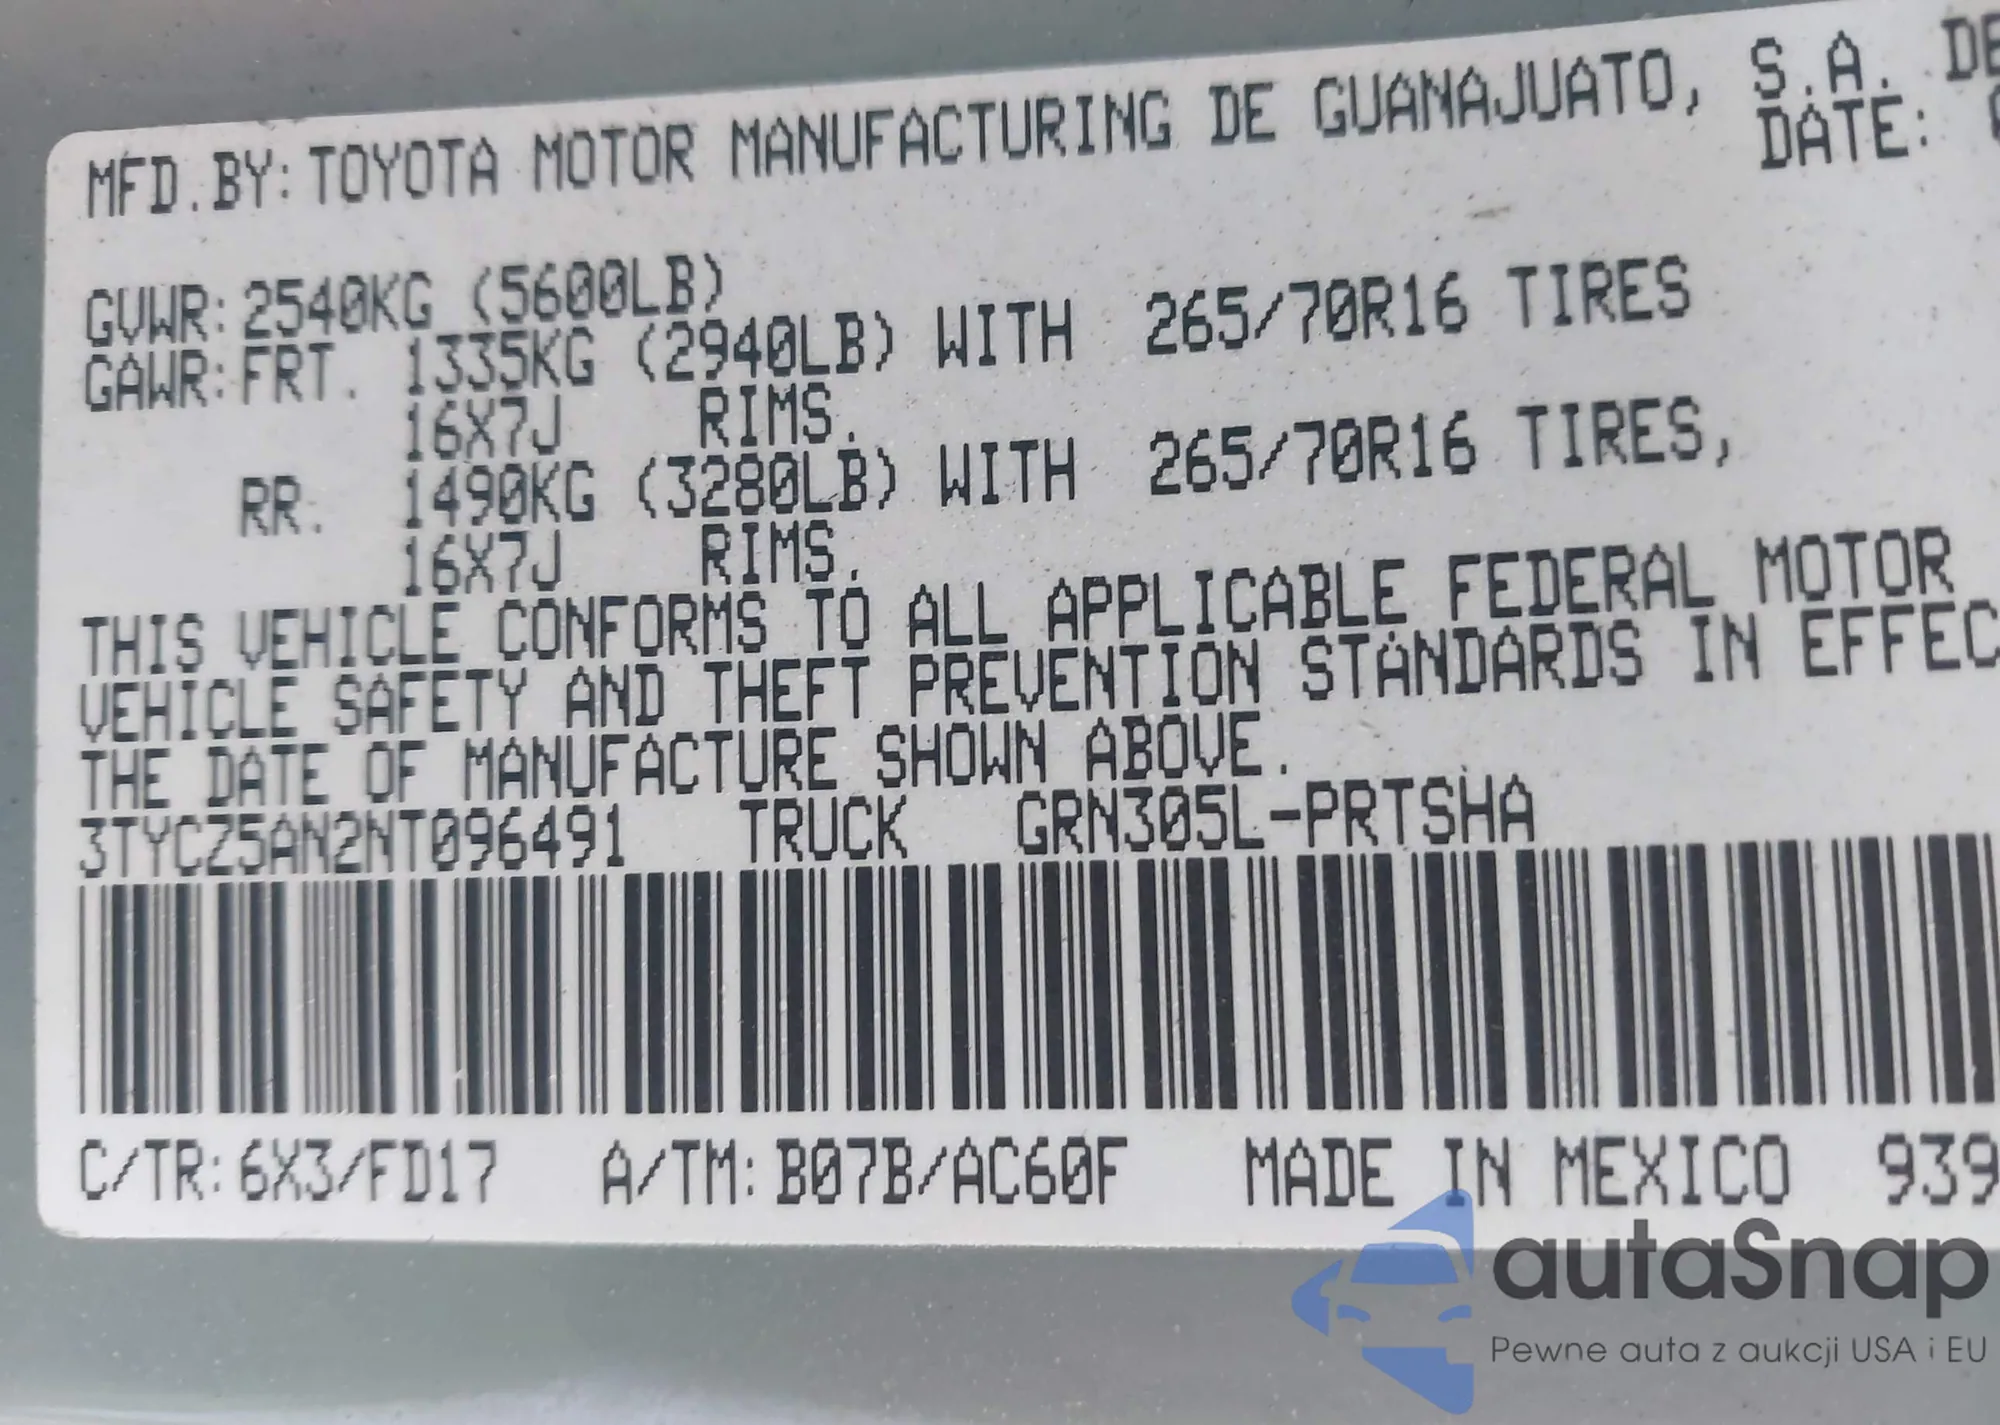 MFD.BY: TOYOTA MOTOR MANUFACTURING DE GUANAJUATO, S.A. DE
DATE:
GVWR: 2540KG (5600LB)
GAWR: FRT. 1335KG (2940LB) WITH 265/70R16 TIRES
16X7J RIMS.
RR. 1490KG (3280LB) WITH 265/70R16 TIRES,
16X7J RIMS.
THIS VEHICLE CONFORMS TO ALL APPLICABLE FEDERAL MOTOR
VEHICLE SAFETY AND THEFT PREVENTION STANDARDS IN EFFEC
THE DATE OF MANUFACTURE SHOWN ABOVE.
3TYCZ5AN2NT096491 TRUCK GRN305L-PRTSHA
C/TR: 6X3/FD17 A/TM: B07B/AC60F MADE IN MEXICO 939
autaSnap
Pewne auta z aukcji USA i EU